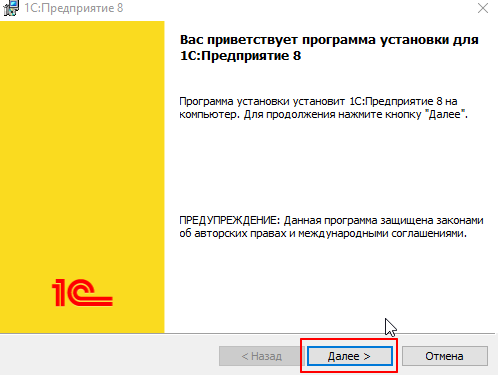 1С:Предприятие 8
Вас приветствует программа установки для
1С:Предприятие 8
Программа установки установит 1С:Предприятие 8 на
компьютер. Для продолжения нажмите кнопку "Далее".
ПРЕДУПРЕЖДЕНИЕ: Данная программа защищена законами
об авторских правах и международными соглашениями.
1С
< Назад Далее > Отмена